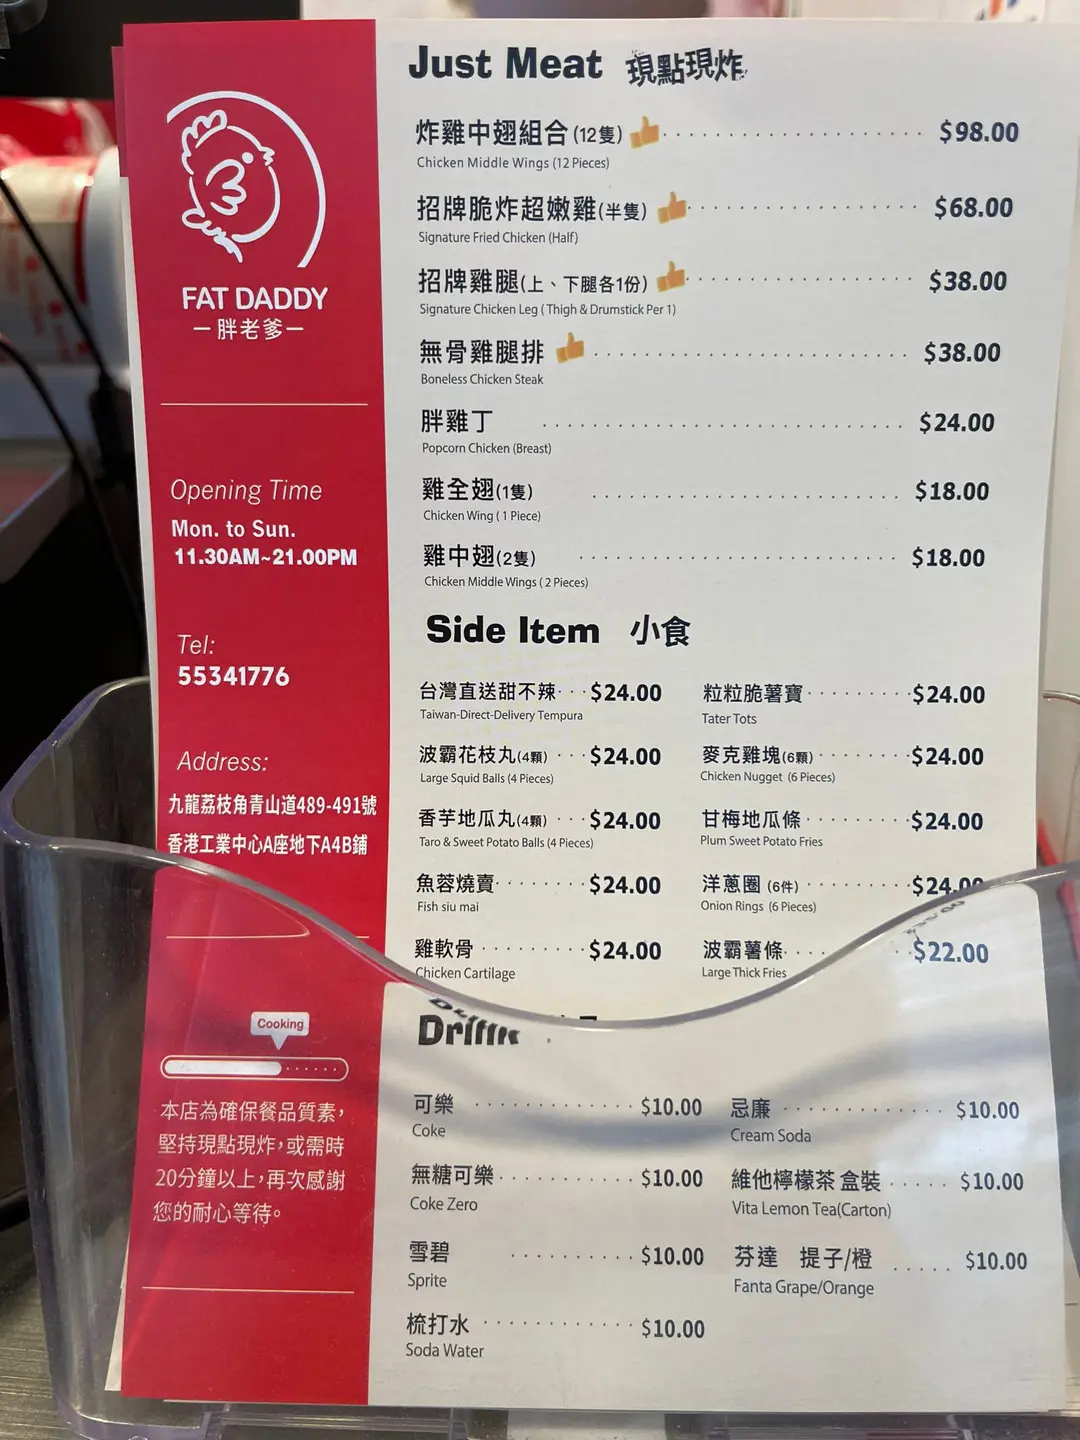 FAT DADDY
一胖老爹一
Opening Time
Mon. to Sun.
11.30AM~21.00PM
Tel:
55341776
Address:
九龍荔枝角青山道489-491號
香港工業中心A座地下A4B鋪
Cooking
本店為確保餐品質素，
堅持現點現炸，或需時
20分鐘以上，再次感謝
您的耐心等待。
Just Meat 現點現炸
炸雞中翅組合(12隻) $98.00
Chicken Middle Wings (12 Pieces)
招牌脆炸超嫩雞(半隻) $68.00
Signature Fried Chicken (Half)
招牌雞腿(上、下腿各1份) $38.00
Signature Chicken Leg ( Thigh & Drumstick Per 1)
無骨雞腿排 $38.00
Boneless Chicken Steak
胖雞丁 $24.00
Popcorn Chicken (Breast)
雞全翅(1隻) $18.00
Chicken Wing ( 1 Piece)
雞中翅(2隻) $18.00
Chicken Middle Wings ( 2 Pieces)
Side Item 小食
台灣直送甜不辣 $24.00
Taiwan-Direct-Delivery Tempura
波霸花枝丸(4顆) $24.00
Large Squid Balls (4 Pieces)
香芋地瓜丸(4顆) $24.00
Taro & Sweet Potato Balls (4 Pieces)
魚蓉燒賣 $24.00
Fish siu mai
雞軟骨 $24.00
Chicken Cartilage
粒粒脆薯寶 $24.00
Tater Tots
麥克雞塊(6顆) $24.00
Chicken Nugget (6 Pieces)
甘梅地瓜條 $24.00
Plum Sweet Potato Fries
洋蔥圈 (6件) $24.00
Onion Rings (6 Pieces)
波霸薯條 $22.00
Large Thick Fries
Drink
可樂 $10.00
Coke
無糖可樂 $10.00
Coke Zero
雪碧 $10.00
Sprite
梳打水 $10.00
Soda Water
忌廉 $10.00
Cream Soda
維他檸檬茶 盒裝 $10.00
Vita Lemon Tea(Carton)
芬達 提子/橙 $10.00
Fanta Grape/Orange